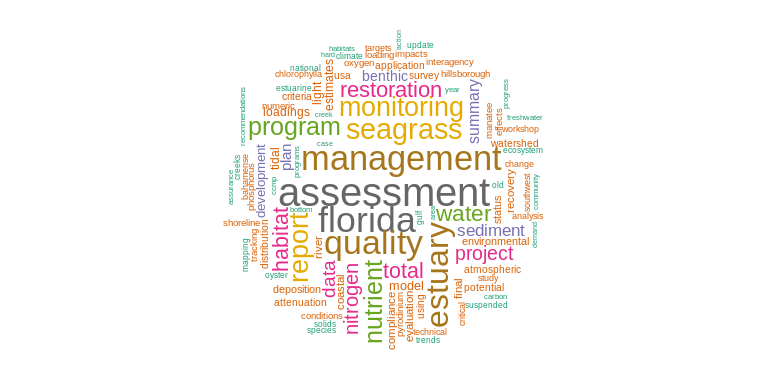 action
habitats
targets
update
hard
climate
loading
impacts
national
oxygen
application
interagency
chlorophylla
usa
benthic
survey
hillsborough
estuarine
light
estimates
restoration
year
progress
criteria
numeric
monitoring
summary
manatee
effects
freshwater
recommendations
loadings
creek
program
seagrass
workshop
case
watershed
tidal
plan
management
ecosystem
creeks
bahamense
phosphorus
development
programs
change
assurance
ccmp
assessment
old
recovery
southwest
community
bottom
florida
gulf
area
water
status
analysis
shoreline
habitat
report
river
quality
estuary
sediment
demand
tracking
distribution
environmental
mapping
data
total
project
oyster
coastal
nitrogen
nutrient
model
atmospheric
study
deposition
final
potential
attenuation
compliance
pyrodinium
evaluation
using
carbon
suspended
critical
conditions
solids
species
technical
trends